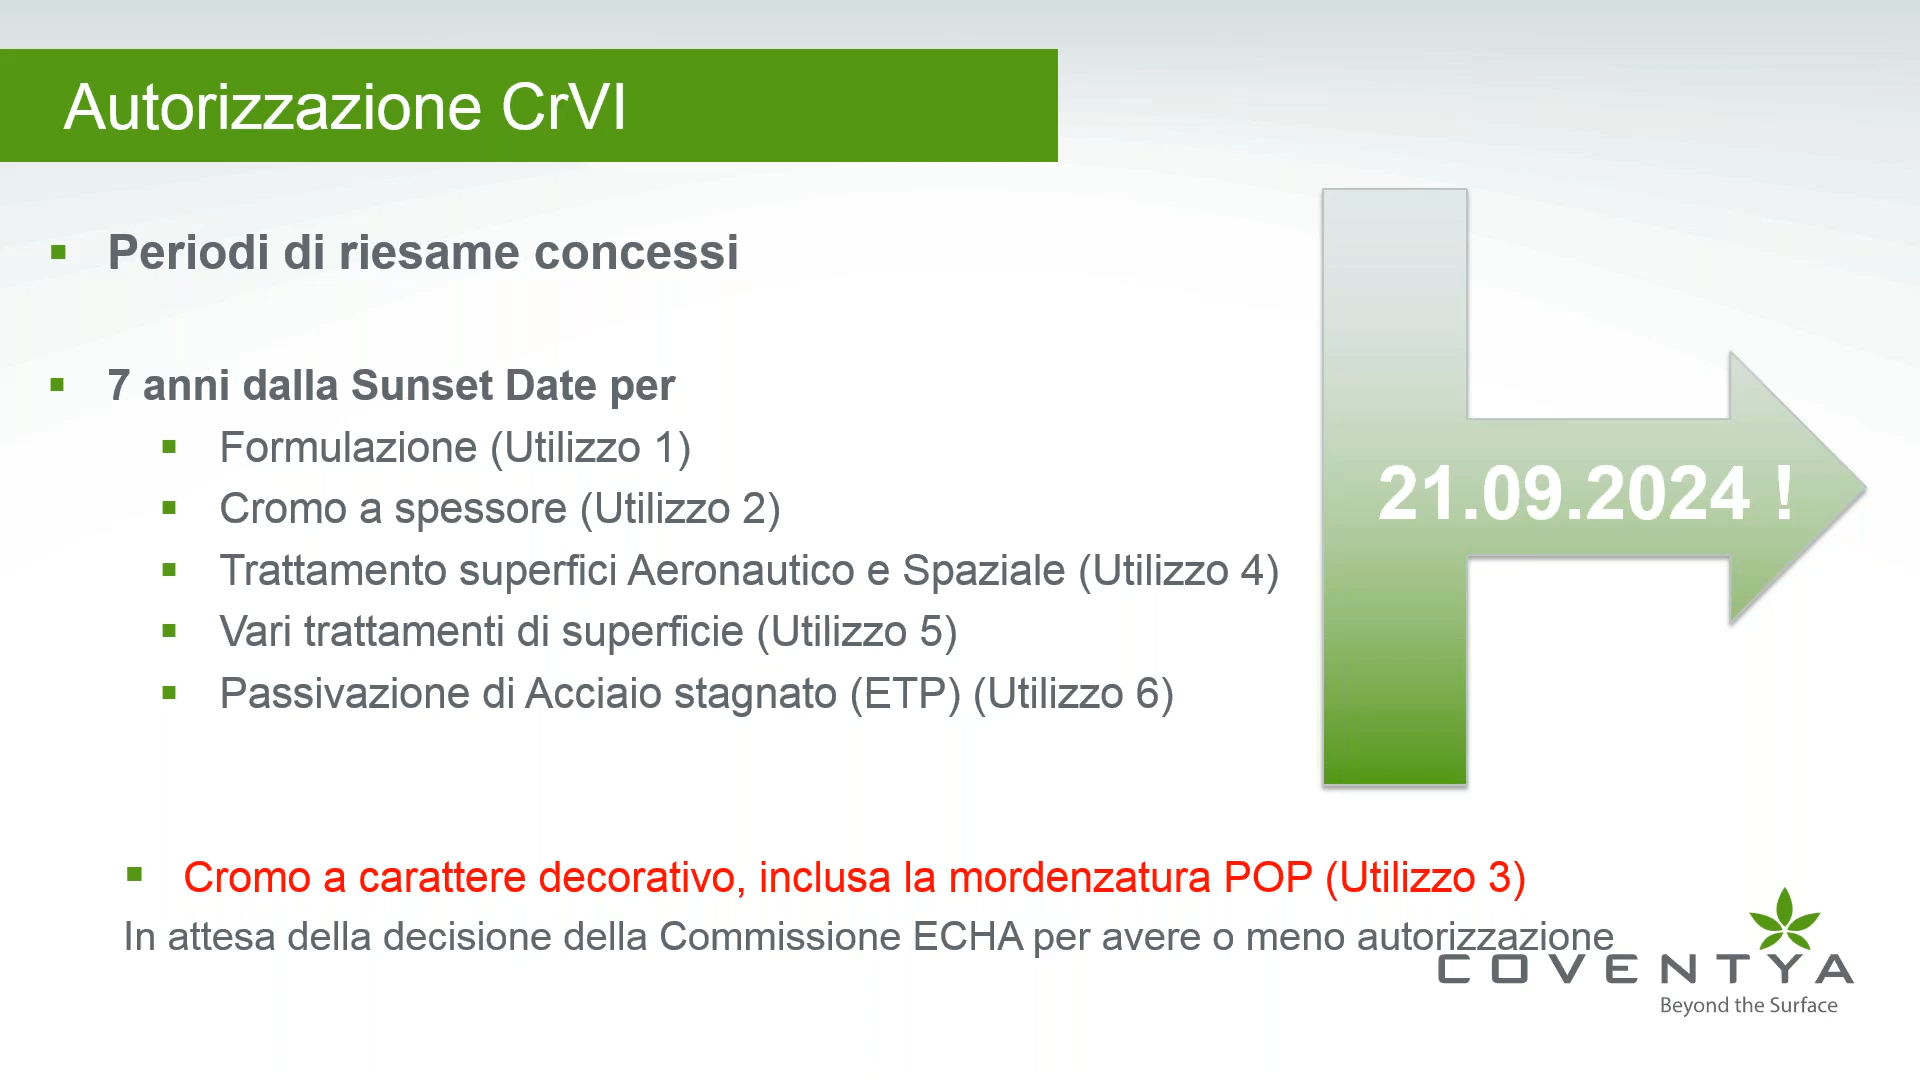 Autorizzazione CrVI
Periodi di riesame concessi
7 anni dalla Sunset Date per
Formulazione (Utilizzo 1)
Cromo a spessore (Utilizzo 2)
Trattamento superfici Aeronautico e Spaziale (Utilizzo 4)
Vari trattamenti di superficie (Utilizzo 5)
Passivazione di Acciaio stagnato (ETP) (Utilizzo 6)
21.09.2024 !
Cromo a carattere decorativo, inclusa la mordenzatura POP (Utilizzo 3)
In attesa della decisione della Commissione ECHA per avere o meno autorizzazione
COVENTYA
Beyond the Surface